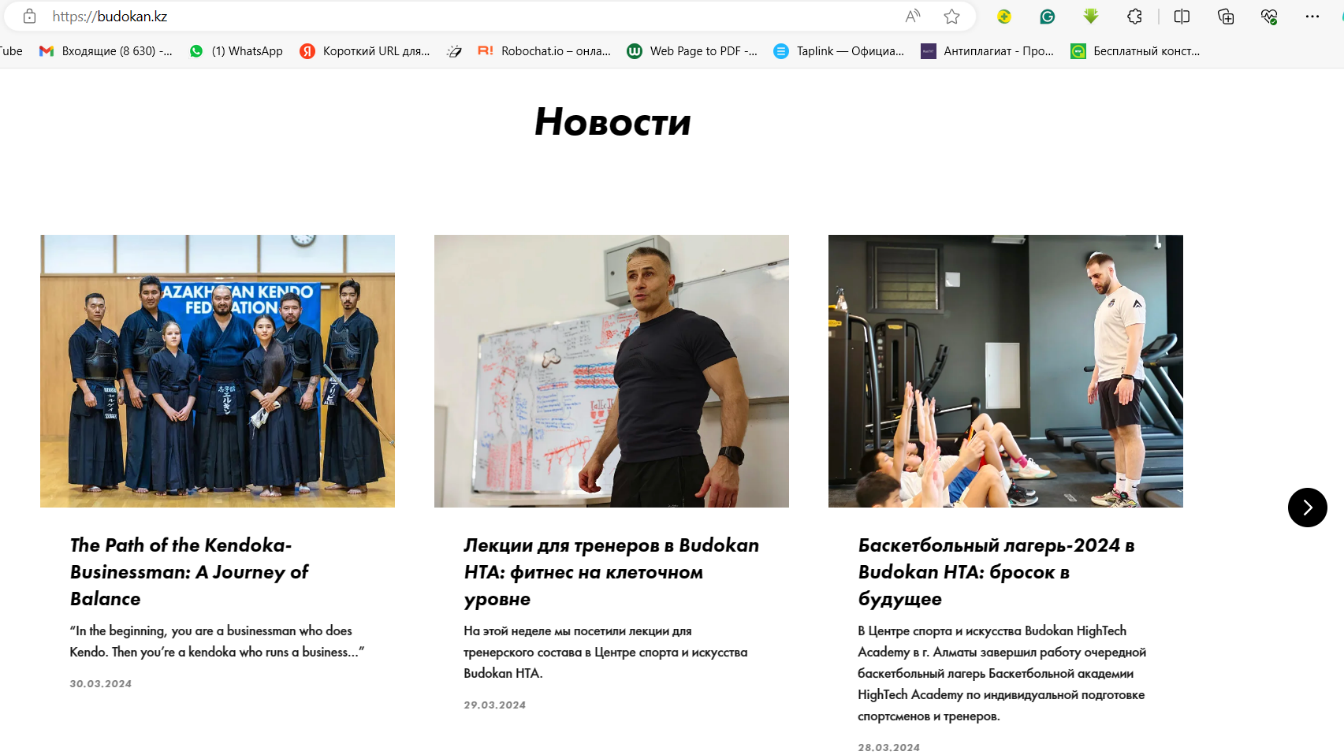 https://budokan.kz
Tube
Входящие (8 630) -...
(1) WhatsApp
Короткий URL для...
Robochat.io – онла...
Web Page to PDF -...
Taplink — Официа...
Антиплагиат - Про...
Бесплатный конст...
Новости
AZAKHSTAN KENDO
FEDERATION
The Path of the Kendoka-
Businessman: A Journey of
Balance
“In the beginning, you are a businessman who does
Kendo. Then you’re a kendoka who runs a business...”
30.03.2024
Лекции для тренеров в Budokan
HTA: фитнес на клеточном
уровне
На этой неделе мы посетили лекции для
тренерского состава в Центре спорта и искусства
Budokan HTA.
29.03.2024
Баскетбольный лагерь-2024 в
Budokan HTA: бросок в
будущее
В Центре спорта и искусства Budokan HighTech
Academy в г. Алматы завершил работу очередной
баскетбольный лагерь Баскетбольной академии
HighTech Academy по индивидуальной подготовке
спортсменов и тренеров.
28.03.2024